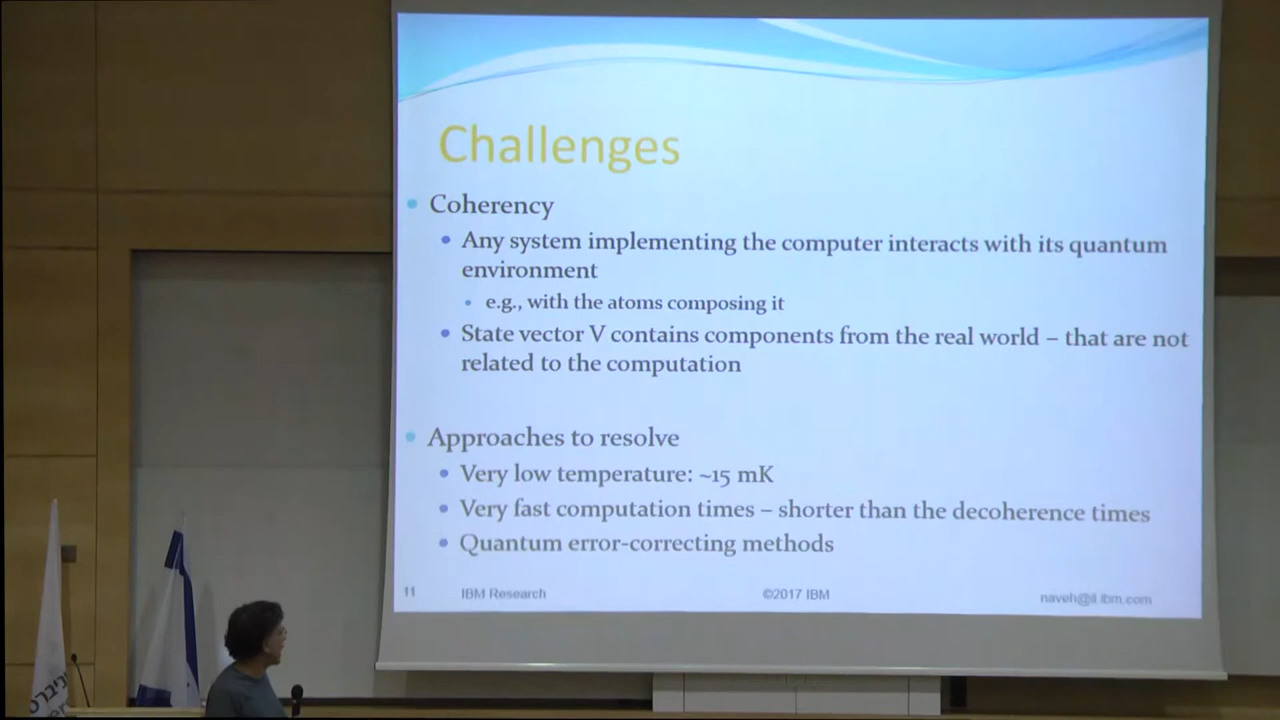 Challenges
Coherency
Any system implementing the computer interacts with its quantum
environment
e.g., with the atoms composing it
State vector V contains components from the real world – that are not
related to the computation
Approaches to resolve
Very low temperature: ~15 mK
Very fast computation times – shorter than the decoherence times
Quantum error-correcting methods
11 IBM Research ©2017 IBM naveh@il.ibm.com